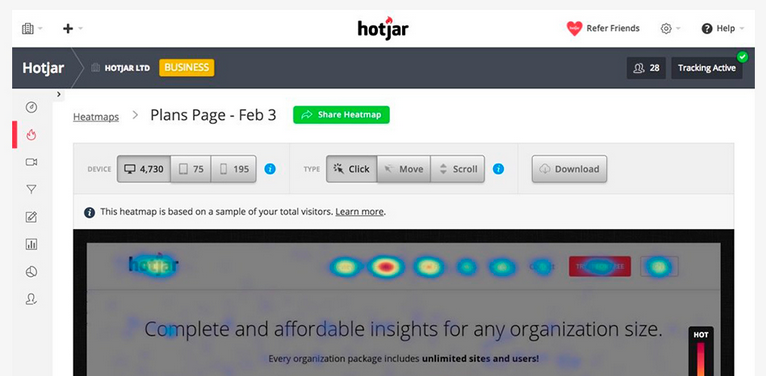 hotjar
Refer Friends
Help
Hotjar
HOTJAR LTD
BUSINESS
28
Tracking Active
Heatmaps
Plans Page - Feb 3
Share Heatmap
DEVICE
4,730
75
195
TYPE
Click
Move
Scroll
Download
This heatmap is based on a sample of your total visitors. Learn more.
hotjar
Complete and affordable insights for any organization size.
HOT
Every organization package includes unlimited sites and users!